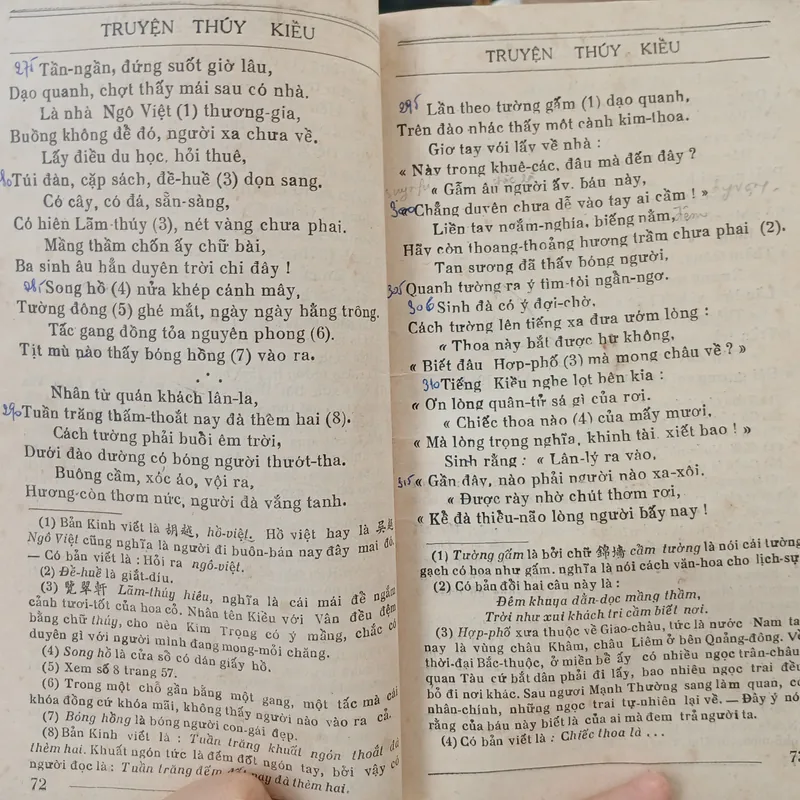 TRUYỆN THÚY KIỀU
275 Tần-ngần, đứng suốt giờ lâu,
Dạo quanh, chợt thấy mái sau có nhà.
Là nhà Ngô Việt (1) thương-gia,
Buồng không để đó, người xa chưa về.
Lấy điều du học, hỏi thuê,
Túi đàn, cặp sách, đề-huề (3) dọn sang.
Có cây, có đá, sẵn-sàng,
Có hiên Lãm-thúy (3), nét vàng chưa phai.
Mầng thầm chốn ấy chữ bài,
Ba sinh âu hẳn duyên trời chi đây !
285 Song hồ (4) nửa khép cánh mây,
Tường đông (5) ghé mắt, ngày ngày hằng trông.
Tấc gang đồng tỏa nguyên phong (6).
Tịt mù nào thấy bóng hồng (7) vào ra.
Nhân từ quán khách lân-la,
290 Tuần trăng thấm-thoắt nay đà thêm hai (8).
Cách tường phải buổi êm trời,
Dưới đào dường có bóng người thướt-tha.
Buông cầm, xóc áo, vội ra,
Hương còn thơm nức, người đà vắng tanh.
(1) Bản Kinh viết là 胡越, hồ-việt. Hồ việt hay là 吳越
Ngô Việt cũng nghĩa là người đi buôn-bán nay đây mai đó.
— Có bản viết là : Hỏi ra ngô-việt.
(2) Đề-huề là giắt-díu.
(3) 覽翠軒 Lãm-thúy hiên, nghĩa là cái mái để ngắm
cảnh tươi-tốt của hoa cỏ. Nhân tên Kiều với Vân đều đệm
bằng chữ thúy, cho nên Kim Trọng có ý mầng, chắc có
duyên gì với người mình đang mong-mỏi chăng.
(4) Song hồ là cửa sổ có dán giấy hồ.
(5) Xem số 8 trang 57.
(6) Trong một chỗ gần bằng một gang, một tấc mà cái
khóa đồng cứ khóa mãi, không thấy người nào vào ra cả.
(7) Bóng hồng là bóng người con-gái đẹp.
(8) Bản Kinh viết là : Tuần trăng khuất ngón thoắt đà
thêm hai. Khuất ngón tức là đếm đốt ngón tay, bởi vậy có
người đọc là : Tuần trăng đếm đốt nay đà thêm hai.
72
TRUYỆN THÚY KIỀU
295 Lần theo tường gấm (1) dạo quanh,
Trên đào nhác thấy một cành kim-thoa.
Giơ tay với lấy về nhà :
« Này trong khuê-các, đâu mà đến đây ?
« Gẫm âu người ấy, báu này,
300 Chẳng duyên chưa dễ vào tay ai cầm ! »
Liền tay ngắm-nghía, biếng nằm,
Hãy còn thoang-thoảng hương trầm chưa phai (2).
Tan sương đã thấy bóng người,
305 Quanh tường ra ý tìm-tòi ngẩn-ngơ.
306 Sinh đà có ý đợi-chờ,
Cách tường lên tiếng xa đưa ướm lòng :
« Thoa này bắt được hư không,
« Biết đâu Hợp-phố (3) mà mong châu về ? »
310 Tiếng Kiều nghe lọt bên kia :
« Ơn lòng quân-tử sá gì của rơi.
« Chiếc thoa nào (4) của mấy mươi,
« Mà lòng trọng nghĩa, khinh tài xiết bao ! »
Sinh rằng : « Lân-lý ra vào,
315 « Gần đây, nào phải người nào xa-xôi.
« Được rày nhờ chút thơm rơi,
« Kể đà thiểu-não lòng người bấy nay !
(1) Tường gấm là bởi chữ 錦墻 cẩm tường là nói cái tường
gạch có hoa như gấm. nghĩa là nói cách văn-hoa cho lịch-sự
(2) Có bản đổi hai câu này là :
Đêm khuya dằn-dọc mầng thầm,
Trời như xui khách tri cầm biết nơi.
(3) Hợp-phố xưa thuộc về Giao-châu, tức là nước Nam ta
nay là vùng châu Khâm, châu Liêm ở bên Quảng-đông. Về
thời-đại Bắc-thuộc, ở miền bể ấy có nhiều ngọc trân-châu
quan Tàu cứ bắt dân phải đi lấy, bao nhiêu ngọc trai đều
bỏ đi nơi khác. Sau ngươi Mạnh Thường sang làm quan, có
nhân-chính, những ngọc trai tự-nhiên lại về. — Đây ý nói
rằng của báu này biết là của ai mà đem trả người ta.
(4) Có bản viết là : Chiếc thoa là ...
73